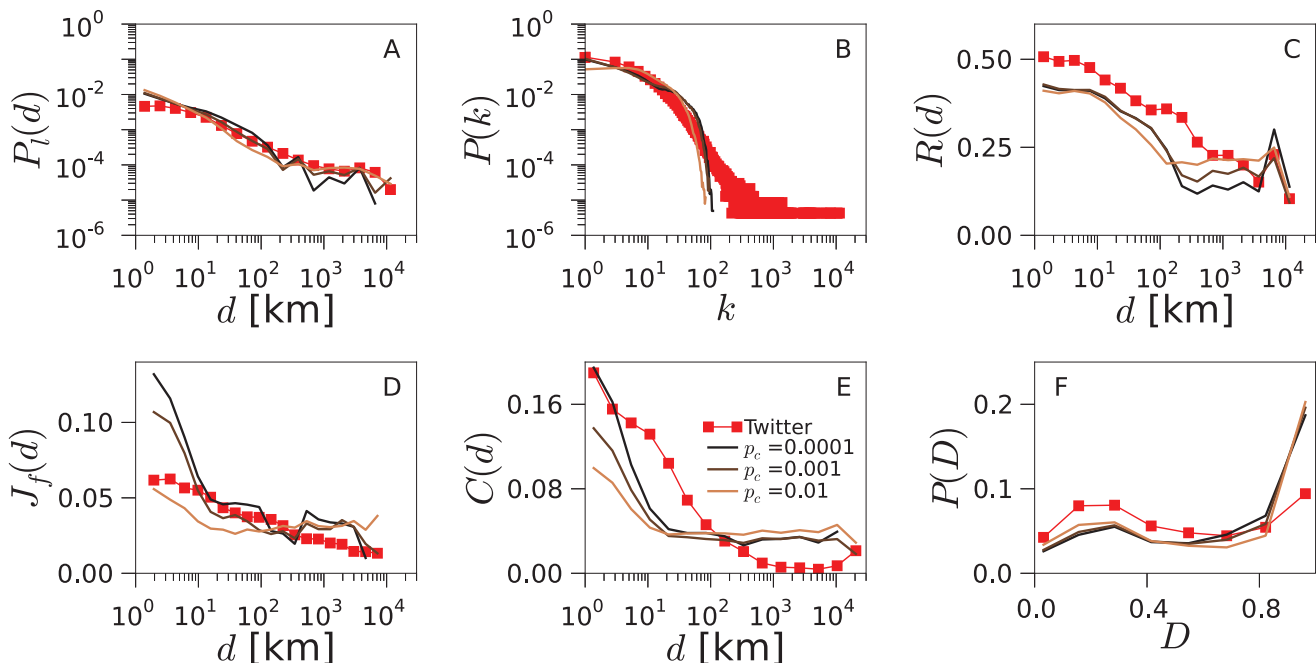 A
10^0
10^-2
10^-4
10^-6
P_l(d)
10^0 10^1 10^2 10^3 10^4
d [km]
B
10^0
10^-2
10^-4
10^-6
P(k)
10^0 10^1 10^2 10^3 10^4
k
C
0.50
0.25
0.00
R(d)
10^0 10^1 10^2 10^3 10^4
d [km]
D
0.10
0.05
0.00
J_f(d)
10^0 10^1 10^2 10^3 10^4
d [km]
E
0.16
0.08
0.00
C(d)
Twitter
p_c =0.0001
p_c =0.001
p_c =0.01
10^0 10^1 10^2 10^3 10^4
d [km]
F
0.2
0.1
0.0
P(D)
0.0 0.4 0.8
D